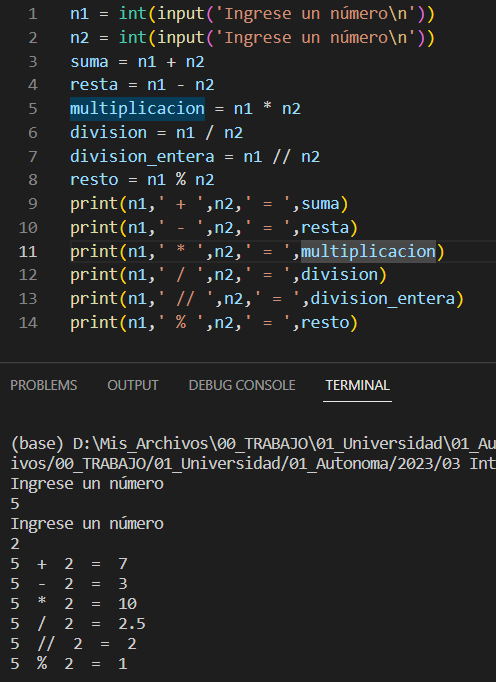 1 n1 = int(input('Ingrese un número\n'))
2 n2 = int(input('Ingrese un número\n'))
3 suma = n1 + n2
4 resta = n1 - n2
5 multiplicacion = n1 * n2
6 division = n1 / n2
7 division_entera = n1 // n2
8 resto = n1 % n2
9 print(n1,' + ',n2,' = ',suma)
10 print(n1,' - ',n2,' = ',resta)
11 print(n1,' * ',n2,' = ',multiplicacion)
12 print(n1,' / ',n2,' = ',division)
13 print(n1,' // ',n2,' = ',division_entera)
14 print(n1,' % ',n2,' = ',resto)
PROBLEMS OUTPUT DEBUG CONSOLE TERMINAL
(base) D:\Mis_Archivos\00_TRABAJO\01_Universidad\01_Au
ivos/00_TRABAJO/01_Universidad/01_Autonoma/2023/03 Int
Ingrese un número
5
Ingrese un número
2
5  +  2  =  7
5  -  2  =  3
5  *  2  =  10
5  /  2  =  2.5
5  //  2  =  2
5  %  2  =  1